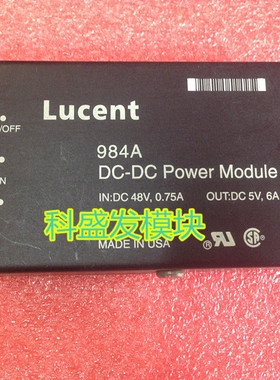 Lucent
/OFF
984A
DC-DC Power Module
IN:DC 48V, 0.75A OUT:DC 5V, 6A
科盛发模块
MADE IN USA